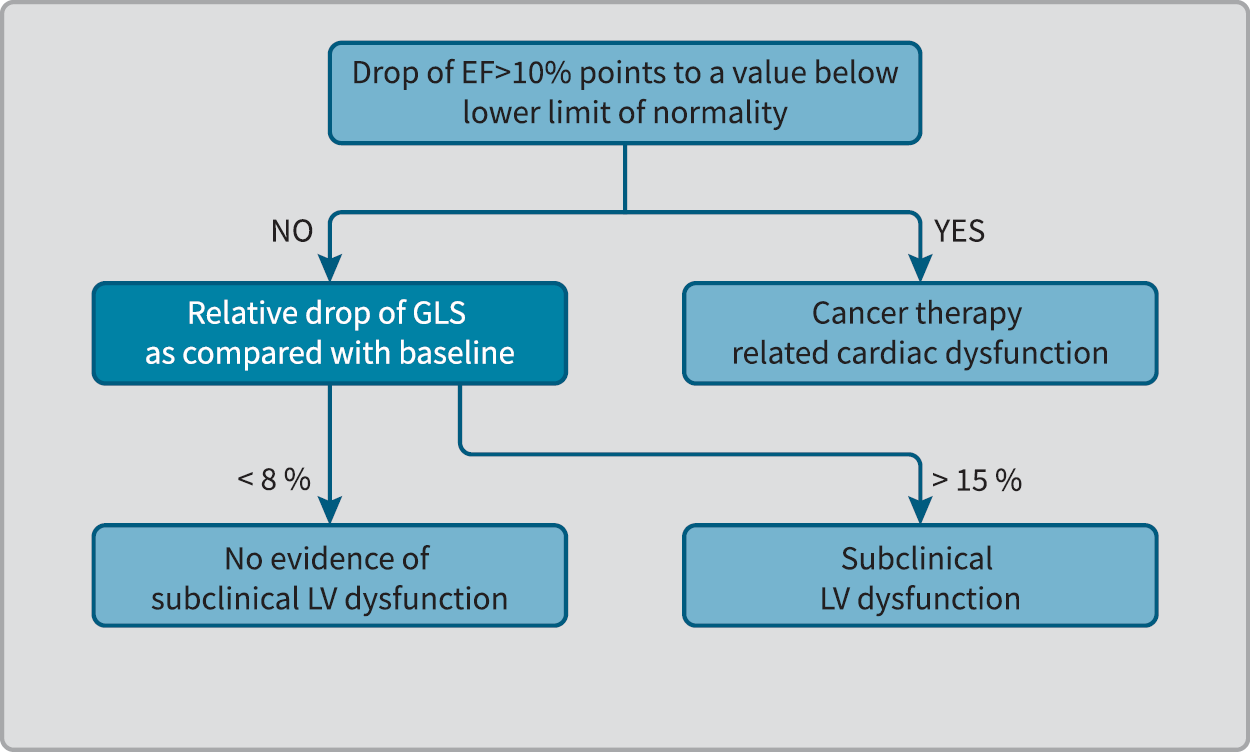 Drop of EF>10% points to a value below
lower limit of normality
NO
YES
Relative drop of GLS
as compared with baseline
Cancer therapy
related cardiac dysfunction
< 8 %
> 15 %
No evidence of
subclinical LV dysfunction
Subclinical
LV dysfunction